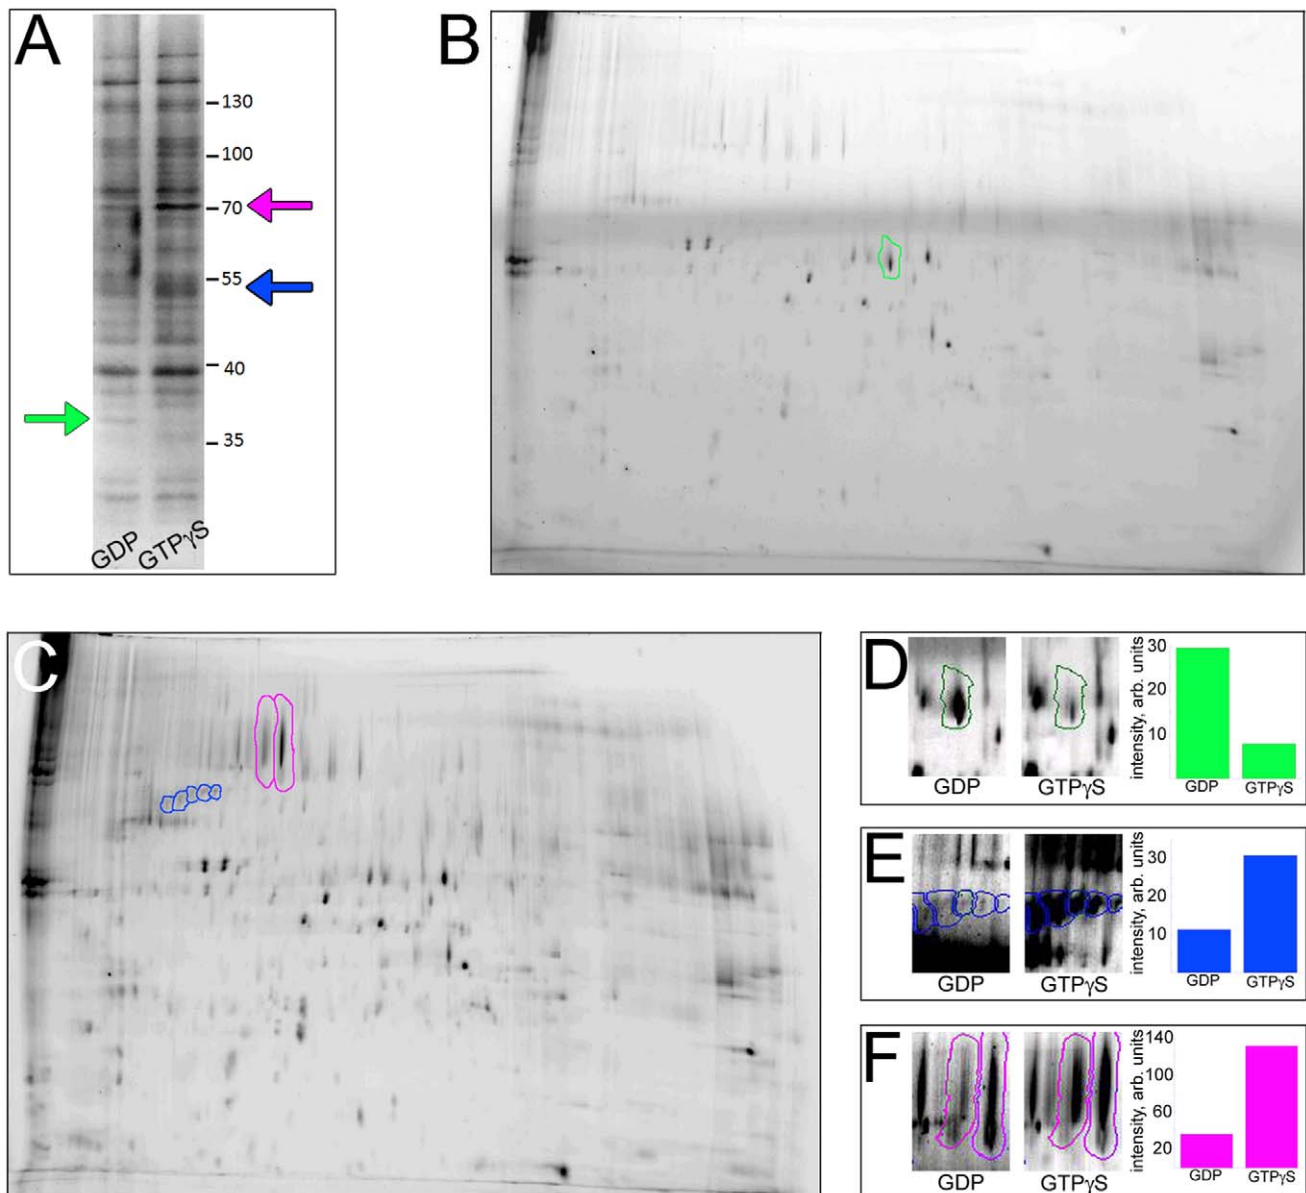 A
130
100
70
55
40
35
GDP GTPγS
B
C
D
GDP
GTPγS
intensity, arb. units
30
20
10
GDP GTPγS
E
GDP
GTPγS
intensity, arb. units
30
20
10
GDP GTPγS
F
GDP
GTPγS
intensity, arb. units
140
100
60
20
GDP GTPγS